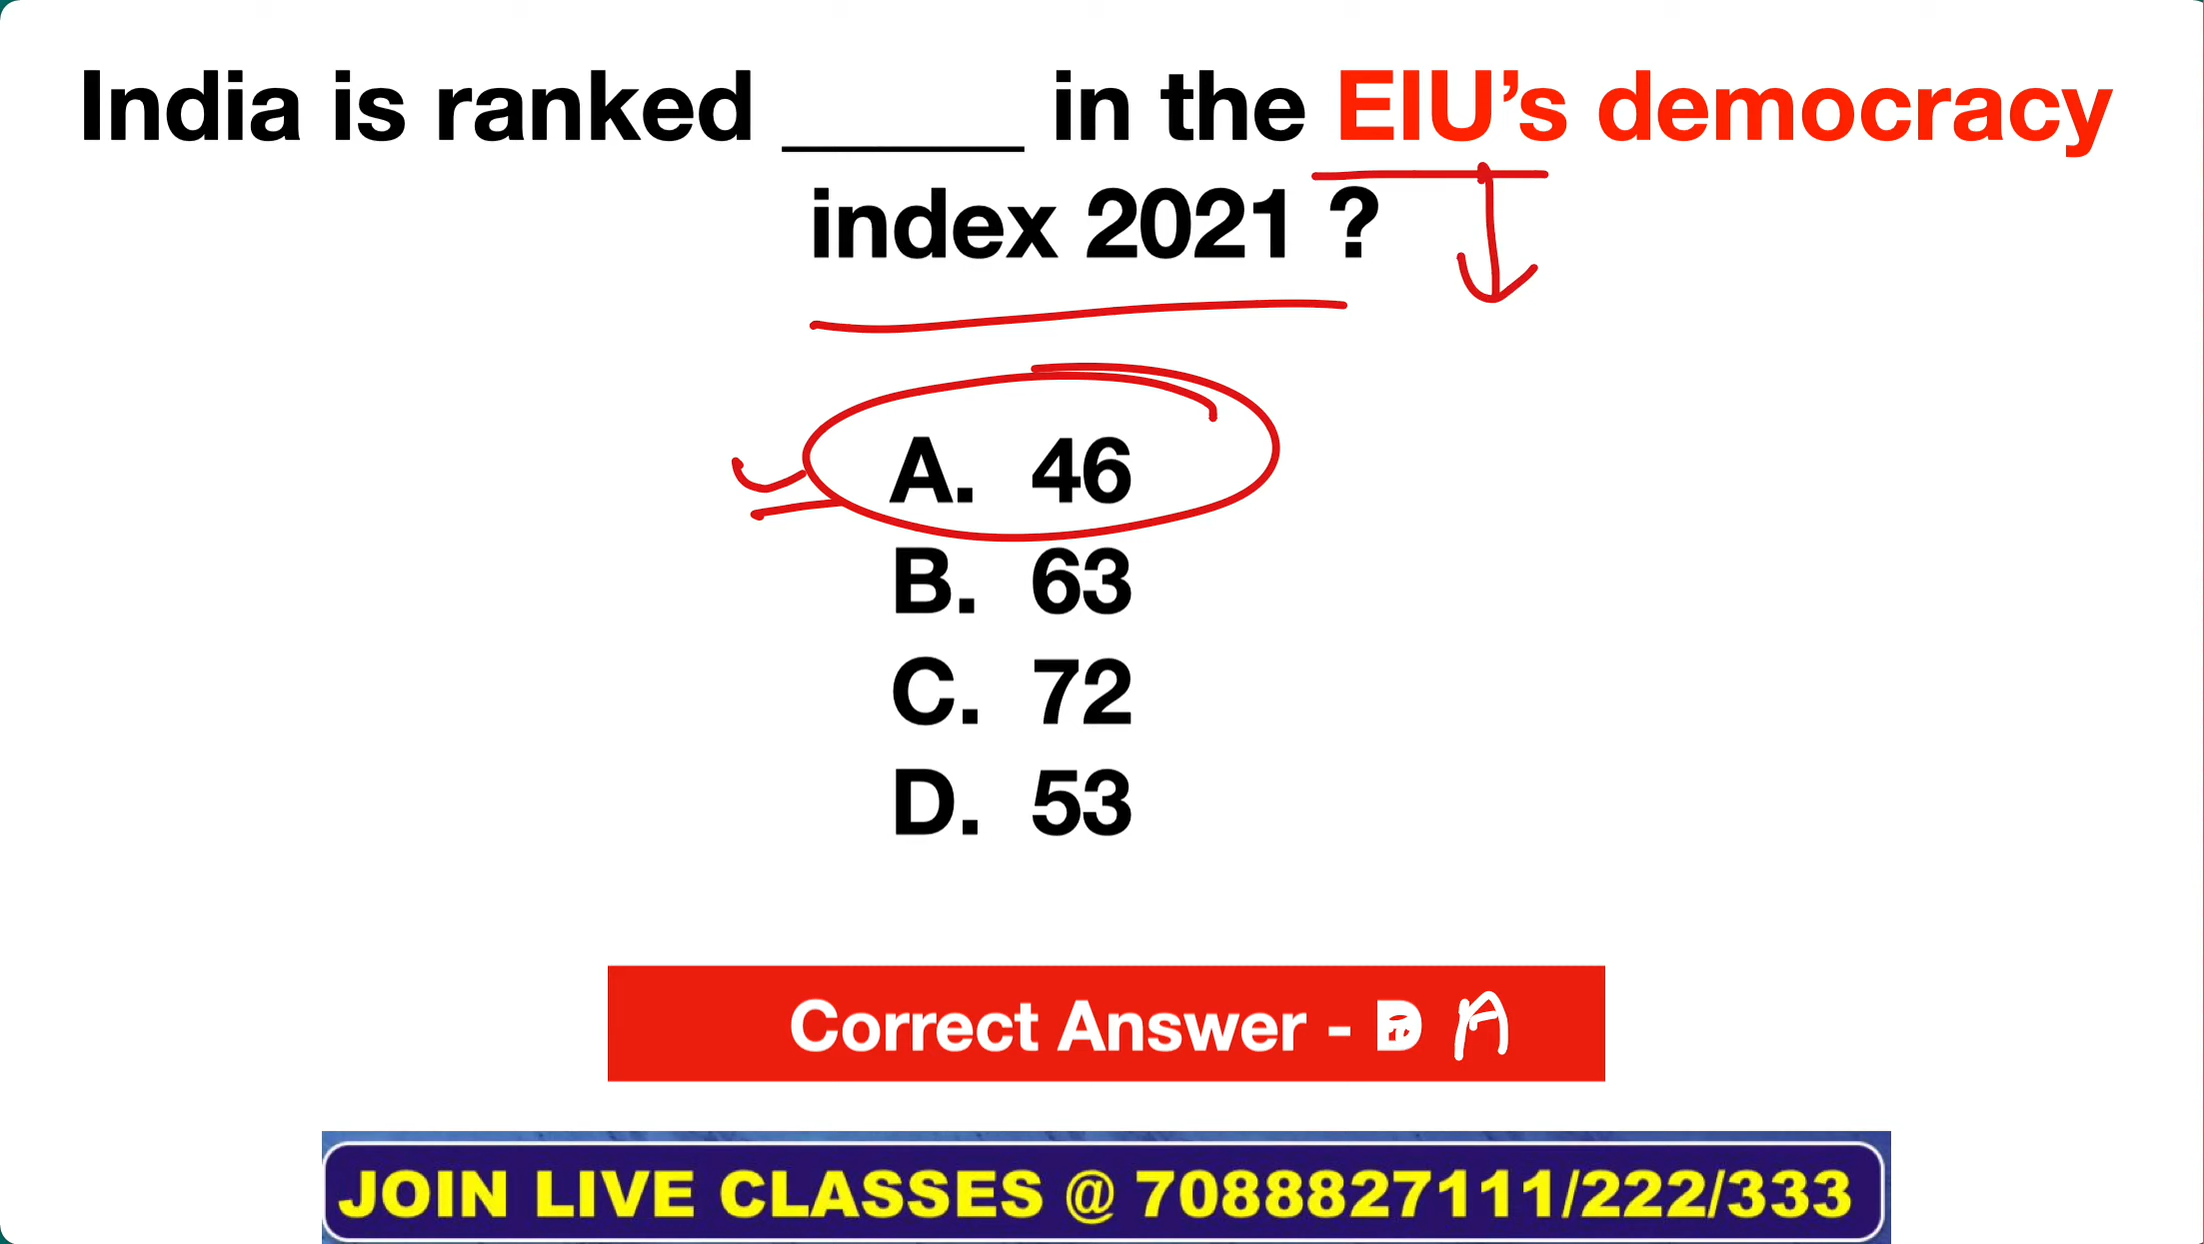 India is ranked _____ in the EIU’s democracy
index 2021 ?
A. 46
B. 63
C. 72
D. 53
Correct Answer - D A
JOIN LIVE CLASSES @ 7088827111/222/333